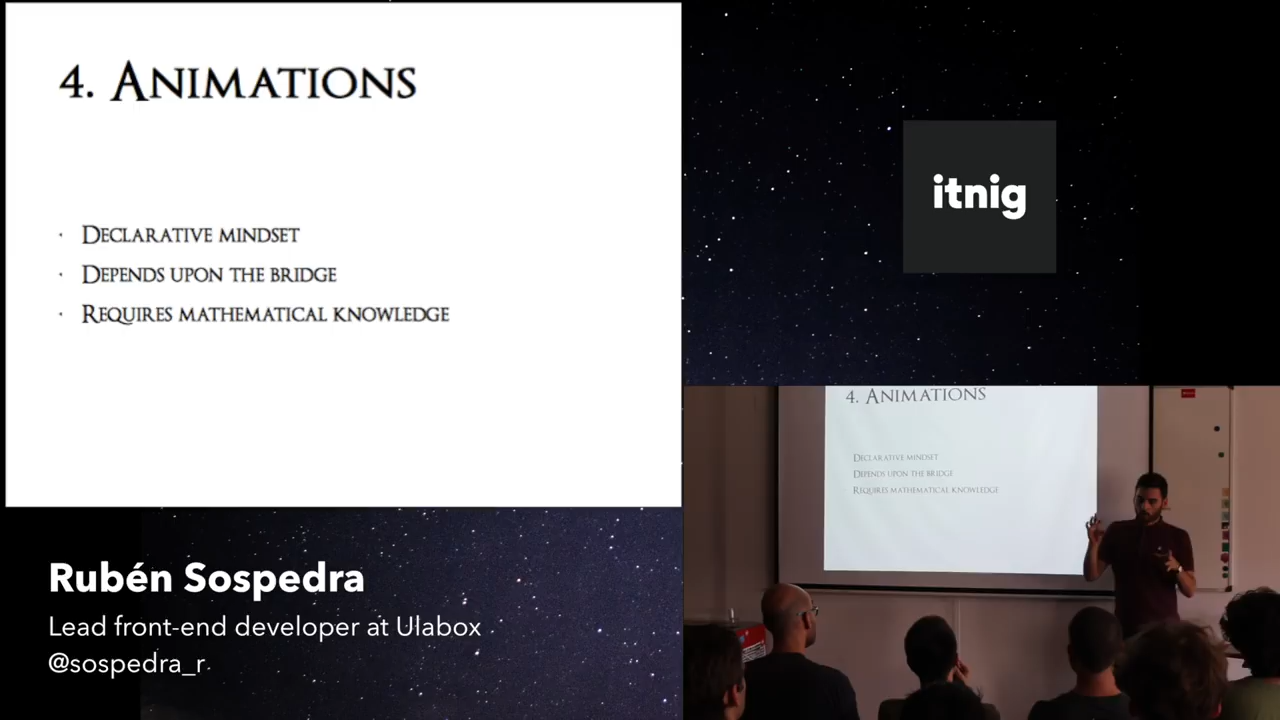 4. Animations
· Declarative mindset
· Depends upon the bridge
· Requires mathematical knowledge
itnig
4. Animations
Declarative mindset
Depends upon the bridge
Requires mathematical knowledge
Rubén Sospedra
Lead front-end developer at Ulabox
@sospedra_r